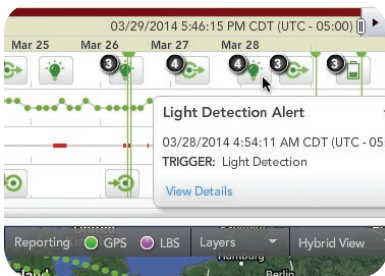 03/29/2014 5:46:15 PM CDT (UTC - 05:00)
Mar 25 Mar 26 Mar 27 Mar 28
3 4 4 3 3
Light Detection Alert
03/28/2014 4:54:11 AM CDT (UTC - 05:
TRIGGER: Light Detection
View Details
Reporting GPS LBS Layers Hybrid View
Hamburg
Berlin